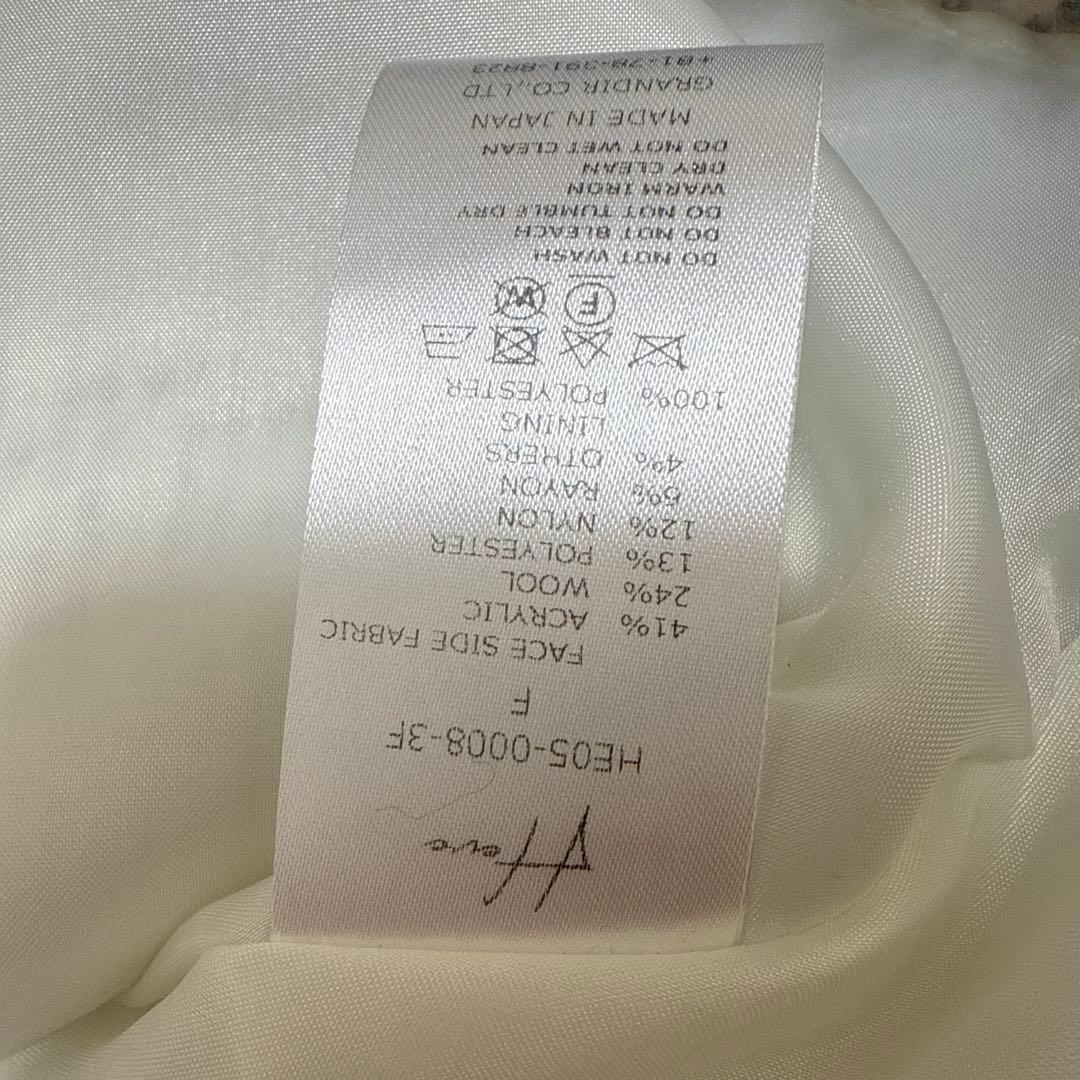 HE05-0008-3F
F
FACE SIDE FABRIC
41% ACRYLIC
24% WOOL
13% POLYESTER
12% NYLON
6% RAYON
4% OTHERS
LINING
100% POLYESTER
F W
DO NOT WASH
DO NOT BLEACH
DO NOT TUMBLE DRY
WARM IRON
DRY CLEAN
DO NOT WET CLEAN
MADE IN JAPAN
GRANDIR CO.,LTD